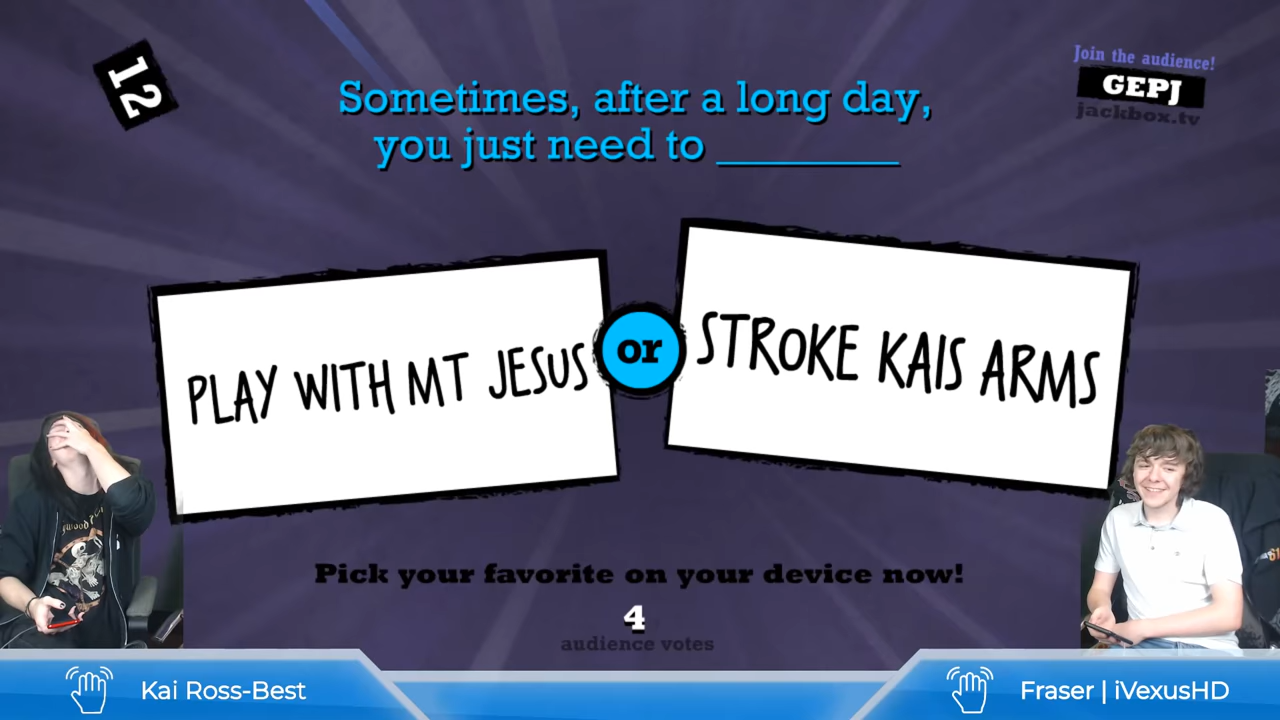 12
Join the audience!
GEPJ
jackbox.tv
Sometimes, after a long day,
you just need to _________
PLAY WITH MT JESUS
or
STROKE KAIS ARMS
Pick your favorite on your device now!
4
audience votes
Kai Ross-Best
Fraser | iVexusHD